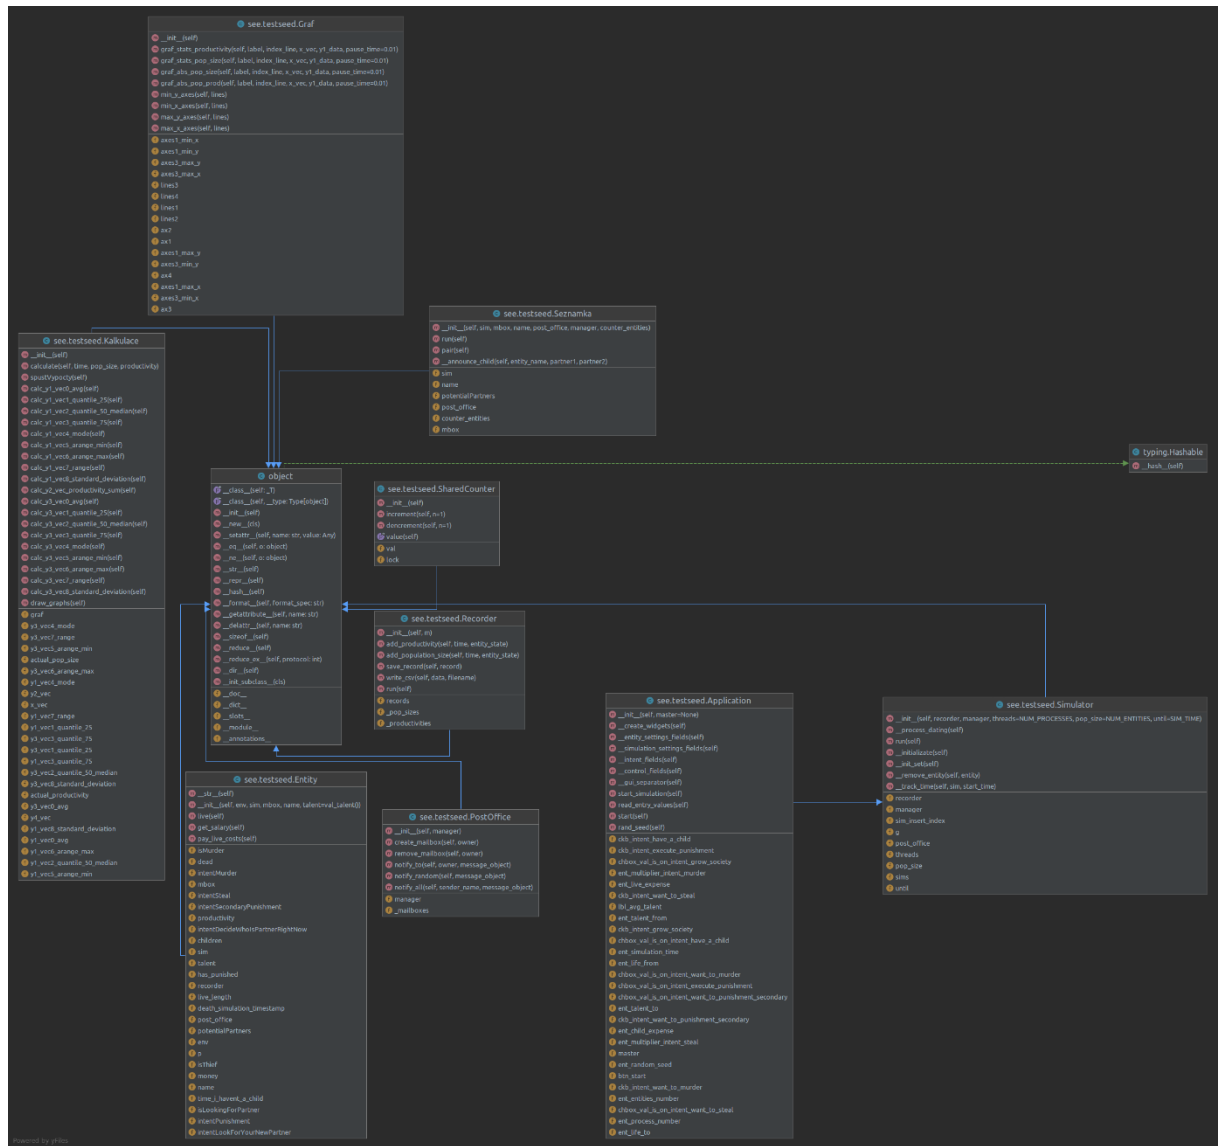 see.testseed.Graf
__init__(self)
graf_stats_productivity(self, label, index_line, x_vec, y1_data, pause_time=0.01)
graf_stats_pop_size(self, label, index_line, x_vec, y1_data, pause_time=0.01)
graf_abs_pop_size(self, label, index_line, x_vec, y1_data, pause_time=0.01)
graf_abs_pop_prod(self, label, index_line, x_vec, y1_data, pause_time=0.01)
min_y_axes(self, lines)
min_x_axes(self, lines)
max_y_axes(self, lines)
max_x_axes(self, lines)
axes1_min_x
axes1_min_y
axes3_max_y
axes3_max_x
lines3
lines4
lines1
lines2
ax2
ax1
axes1_max_y
axes3_min_y
ax4
axes1_max_x
axes3_min_x
ax3
see.testseed.Seznamka
__init__(self, sim, mbox, name, post_office, manager, counter_entities)
run(self)
pair(self)
__announce_child(self, entity_name, partner1, partner2)
sim
name
potentialPartners
post_office
counter_entities
mbox
see.testseed.Kalkulace
__init__(self)
calculate(self, time, pop_size, productivity)
spustVypocty(self)
calc_y1_vec0_avg(self)
calc_y1_vec1_quantile_25(self)
calc_y1_vec2_quantile_50_median(self)
calc_y1_vec3_quantile_75(self)
calc_y1_vec4_mode(self)
calc_y1_vec5_arange_min(self)
calc_y1_vec6_arange_max(self)
calc_y1_vec7_range(self)
calc_y1_vec8_standard_deviation(self)
calc_y2_vec_productivity_sum(self)
calc_y3_vec0_avg(self)
calc_y3_vec1_quantile_25(self)
calc_y3_vec2_quantile_50_median(self)
calc_y3_vec3_quantile_75(self)
calc_y3_vec4_mode(self)
calc_y3_vec5_arange_min(self)
calc_y3_vec6_arange_max(self)
calc_y3_vec7_range(self)
calc_y3_vec8_standard_deviation(self)
draw_graphs(self)
graf
y3_vec4_mode
y3_vec7_range
y3_vec5_arange_min
actual_pop_size
y3_vec6_arange_max
y1_vec4_mode
y2_vec
x_vec
y1_vec7_range
y1_vec1_quantile_25
y3_vec3_quantile_75
y3_vec1_quantile_25
y1_vec3_quantile_75
y3_vec2_quantile_50_median
y3_vec8_standard_deviation
actual_productivity
y3_vec0_avg
y4_vec
y1_vec8_standard_deviation
y1_vec0_avg
y1_vec6_arange_max
y1_vec2_quantile_50_median
y1_vec5_arange_min
typing.Hashable
__hash__(self)
object
__class__(self: _T)
__class__(self, __type: Type[object])
__init__(self)
__new__(cls)
__setattr__(self, name: str, value: Any)
__eq__(self, o: object)
__ne__(self, o: object)
__str__(self)
__repr__(self)
__hash__(self)
__format__(self, format_spec: str)
__getattribute__(self, name: str)
__delattr__(self, name: str)
__sizeof__(self)
__reduce__(self)
__reduce_ex__(self, protocol: int)
__dir__(self)
__init_subclass__(cls)
__doc__
__dict__
__slots__
__module__
__annotations__
see.testseed.SharedCounter
__init__(self)
increment(self, n=1)
dencrement(self, n=1)
value(self)
val
lock
see.testseed.Recorder
__init__(self, m)
add_productivity(self, time, entity_state)
add_population_size(self, time, entity_state)
save_record(self, record)
write_csv(self, data, filename)
run(self)
records
_pop_sizes
_productivities
see.testseed.Application
__init__(self, master=None)
__create_widgets(self)
__entity_settings_fields(self)
__simulation_settings_fields(self)
__intent_fields(self)
__control_fields(self)
__gui_separator(self)
start_simulation(self)
read_entry_values(self)
start(self)
rand_seed(self)
ckb_intent_have_a_child
ckb_intent_execute_punishment
chbox_val_is_on_intent_grow_society
ent_multiplier_intent_murder
ent_live_expense
ckb_intent_want_to_steal
lbl_avg_talent
ent_talent_from
ckb_intent_grow_society
chbox_val_is_on_intent_have_a_child
ent_simulation_time
ent_life_from
chbox_val_is_on_intent_want_to_murder
chbox_val_is_on_intent_execute_punishment
chbox_val_is_on_intent_want_to_punishment_secondary
ent_talent_to
ckb_intent_want_to_punishment_secondary
ent_child_expense
ent_multiplier_intent_steal
master
ent_random_seed
btn_start
ckb_intent_want_to_murder
ent_entities_number
chbox_val_is_on_intent_want_to_steal
ent_process_number
ent_life_to
see.testseed.Simulator
__init__(self, recorder, manager, threads=NUM_PROCESSES, pop_size=NUM_ENTITIES, until=SIM_TIME)
__process_dating(self)
run(self)
__initializate(self)
__init_set(self)
__remove_entity(self, entity)
__track_time(self, sim, start_time)
recorder
manager
sim_insert_index
g
post_office
threads
pop_size
sims
until
see.testseed.Entity
__str__(self)
__init__(self, env, sim, mbox, name, talent=val_talent())
live(self)
get_salary(self)
pay_live_costs(self)
isMurder
dead
intentMurder
mbox
intentSteal
intentSecondaryPunishment
productivity
intentDecideWhoIsPartnerRightNow
children
sim
talent
has_punished
recorder
live_length
death_simulation_timestamp
post_office
potentialPartners
env
p
isThief
money
name
time_i_havent_a_child
isLookingForPartner
intentPunishment
intentLookForYourNewPartner
see.testseed.PostOffice
__init__(self, manager)
create_mailbox(self, owner)
remove_mailbox(self, owner)
notify_to(self, owner, message_object)
notify_random(self, message_object)
notify_all(self, sender_name, message_object)
manager
_mailboxes
Powered by yFiles